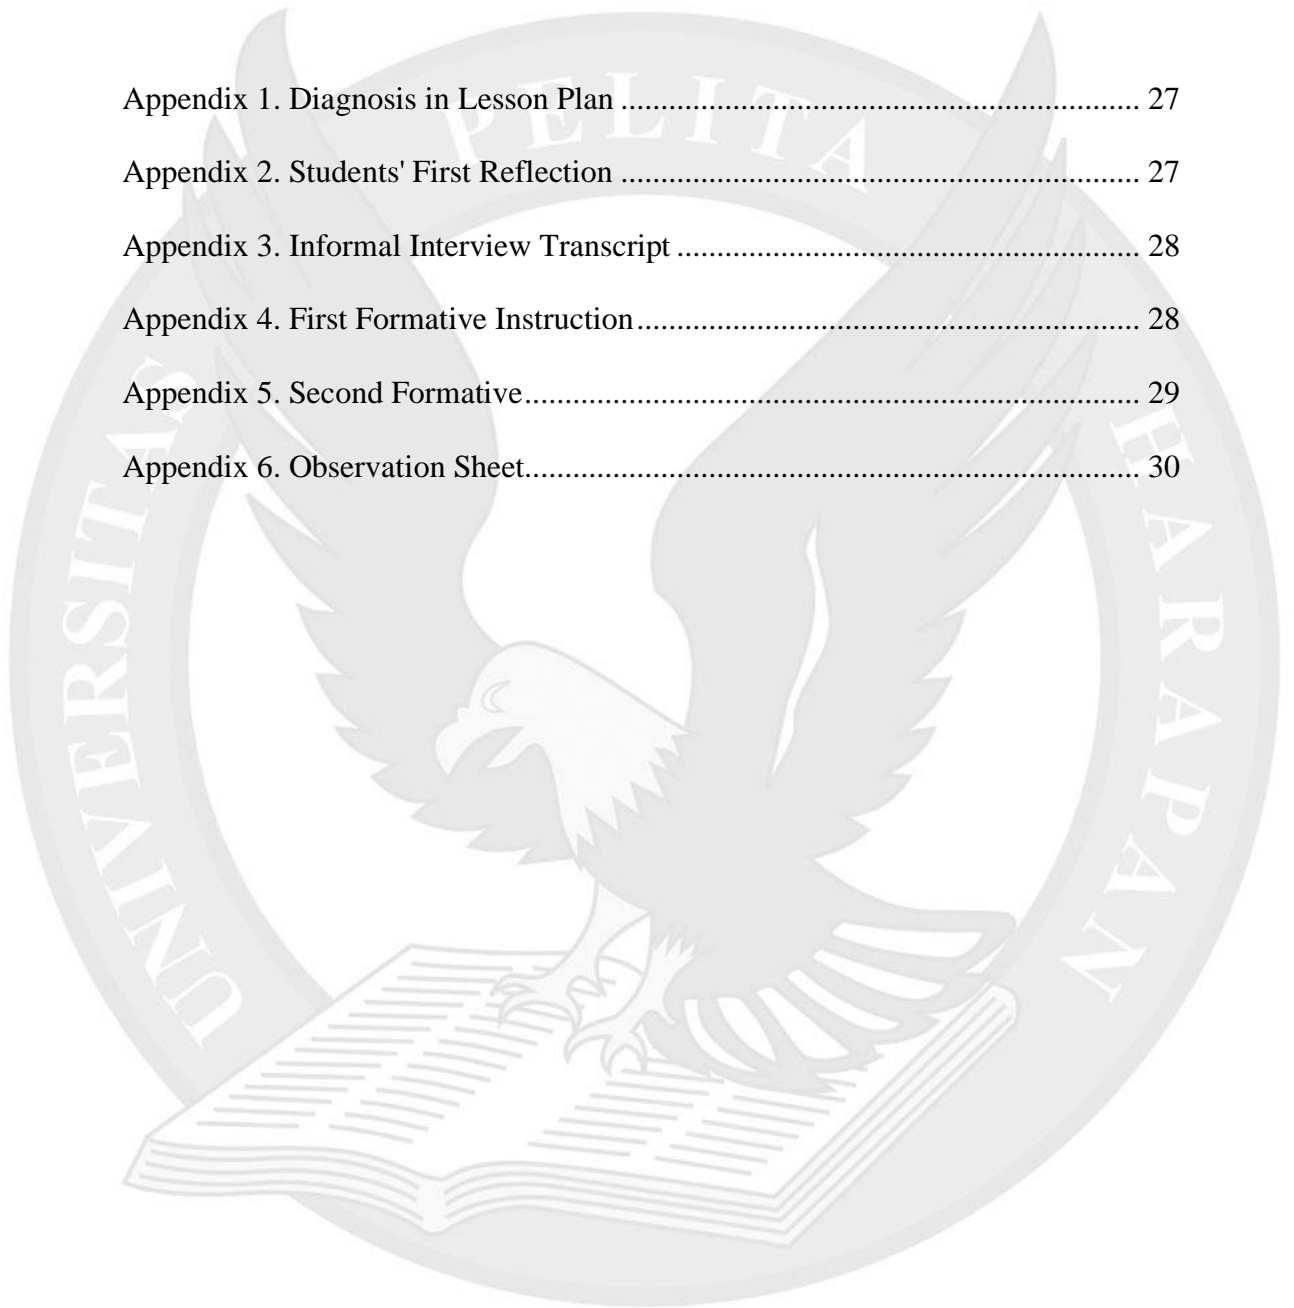 Appendix 1. Diagnosis in Lesson Plan ................................................................. 27
Appendix 2. Students' First Reflection ................................................................. 27
Appendix 3. Informal Interview Transcript .......................................................... 28
Appendix 4. First Formative Instruction ............................................................... 28
Appendix 5. Second Formative ............................................................................. 29
Appendix 6. Observation Sheet ............................................................................. 30
UNIVERSITAS PELITA HARAPAN